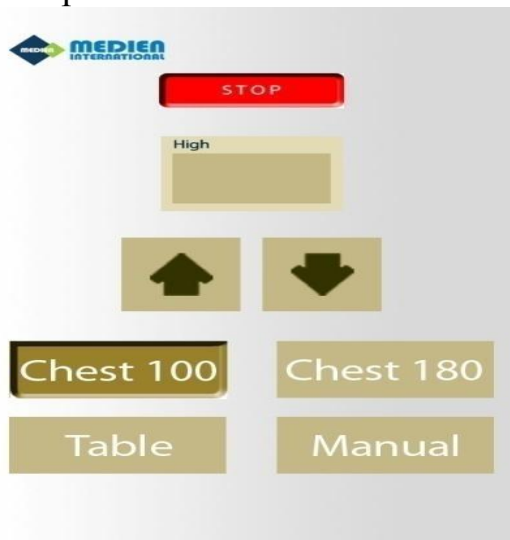 MEDIEN MEDIEN
INTERNATIONAL
STOP
High
Chest 100 Chest 180
Table Manual